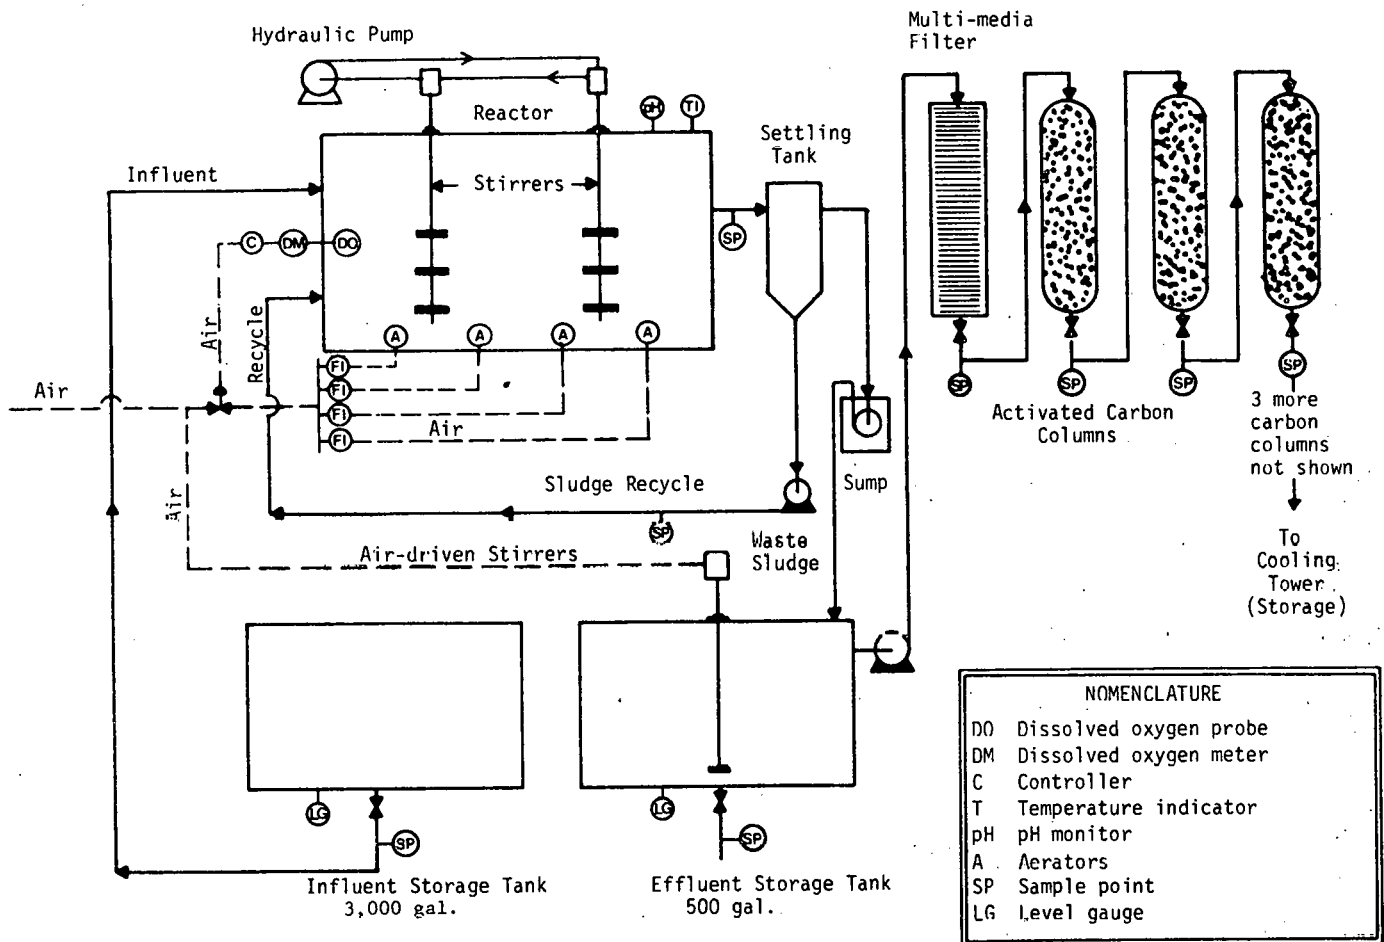 Hydraulic Pump
Multi-media
Filter
Reactor
pH
TI
Settling
Tank
Influent
Stirrers
SP
C
DM
DO
Air
Recycle
A
A
A
A
FI
FI
FI
FI
Air
Air
SP
SP
SP
SP
Activated Carbon
Columns
3 more
carbon
columns
not shown
Sludge Recycle
Sump
SP
Air
Waste
Sludge
Air-driven Stirrers
To
Cooling
Tower
(Storage)
LG
SP
LG
SP
Influent Storage Tank
3,000 gal.
Effluent Storage Tank
500 gal.
NOMENCLATURE
DO Dissolved oxygen probe
DM Dissolved oxygen meter
C Controller
T Temperature indicator
pH pH monitor
A Aerators
SP Sample point
LG Level gauge